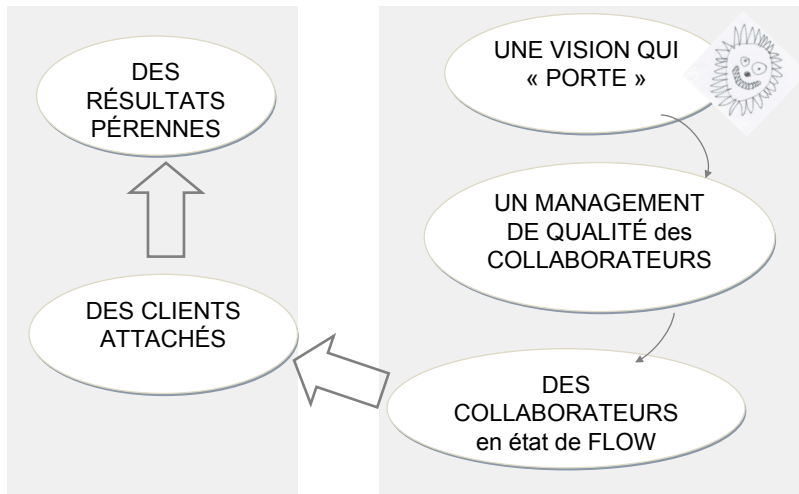 UNE VISION QUI
« PORTE »
UN MANAGEMENT
DE QUALITÉ des
COLLABORATEURS
DES
COLLABORATEURS
en état de FLOW
DES CLIENTS
ATTACHÉS
DES
RÉSULTATS
PÉRENNES